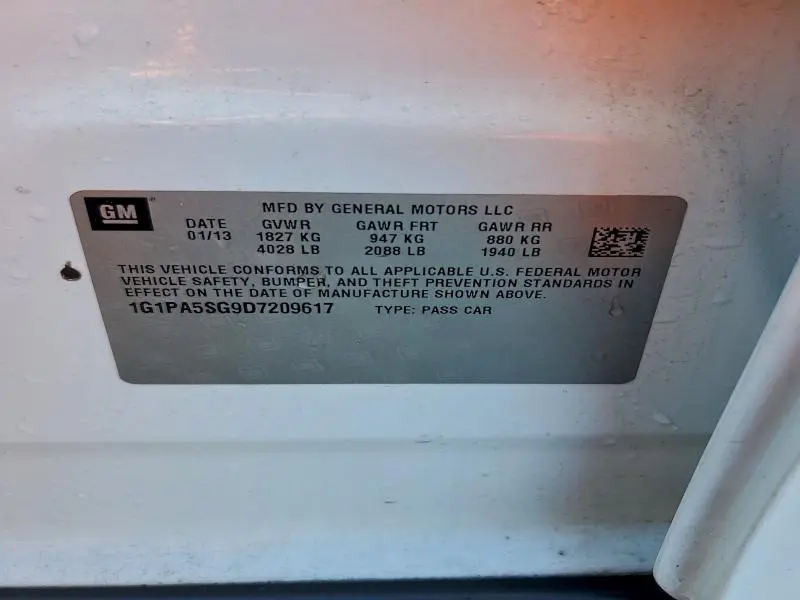 GM
MFD BY GENERAL MOTORS LLC
DATE GVWR GAWR FRT GAWR RR
01/13 1827 KG 947 KG 880 KG
4028 LB 2088 LB 1940 LB
THIS VEHICLE CONFORMS TO ALL APPLICABLE U.S. FEDERAL MOTOR
VEHICLE SAFETY, BUMPER, AND THEFT PREVENTION STANDARDS IN
EFFECT ON THE DATE OF MANUFACTURE SHOWN ABOVE.
1G1PA5SG9D7209617 TYPE: PASS CAR